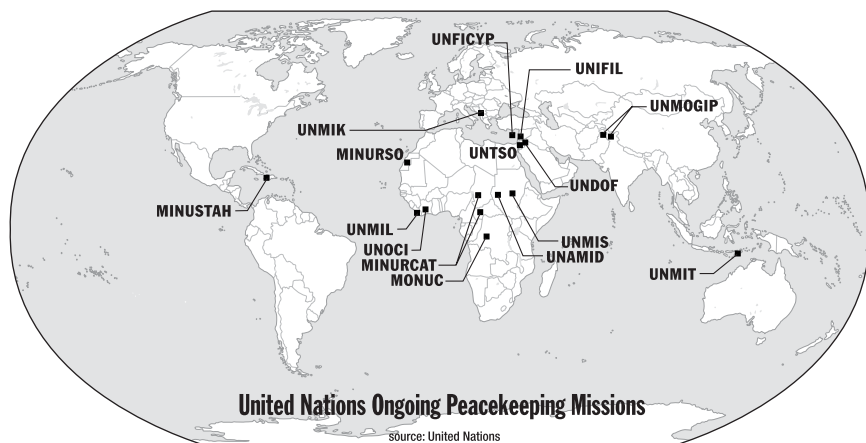 UNFICYP
UNIFIL
UNMOGIP
UNMIK
MINURSO
UNTSO
UNDOF
MINUSTAH
UNMIL
UNOCI
UNMIS
MINURCAT
UNAMID
MONUC
UNMIT
United Nations Ongoing Peacekeeping Missions
source: United Nations